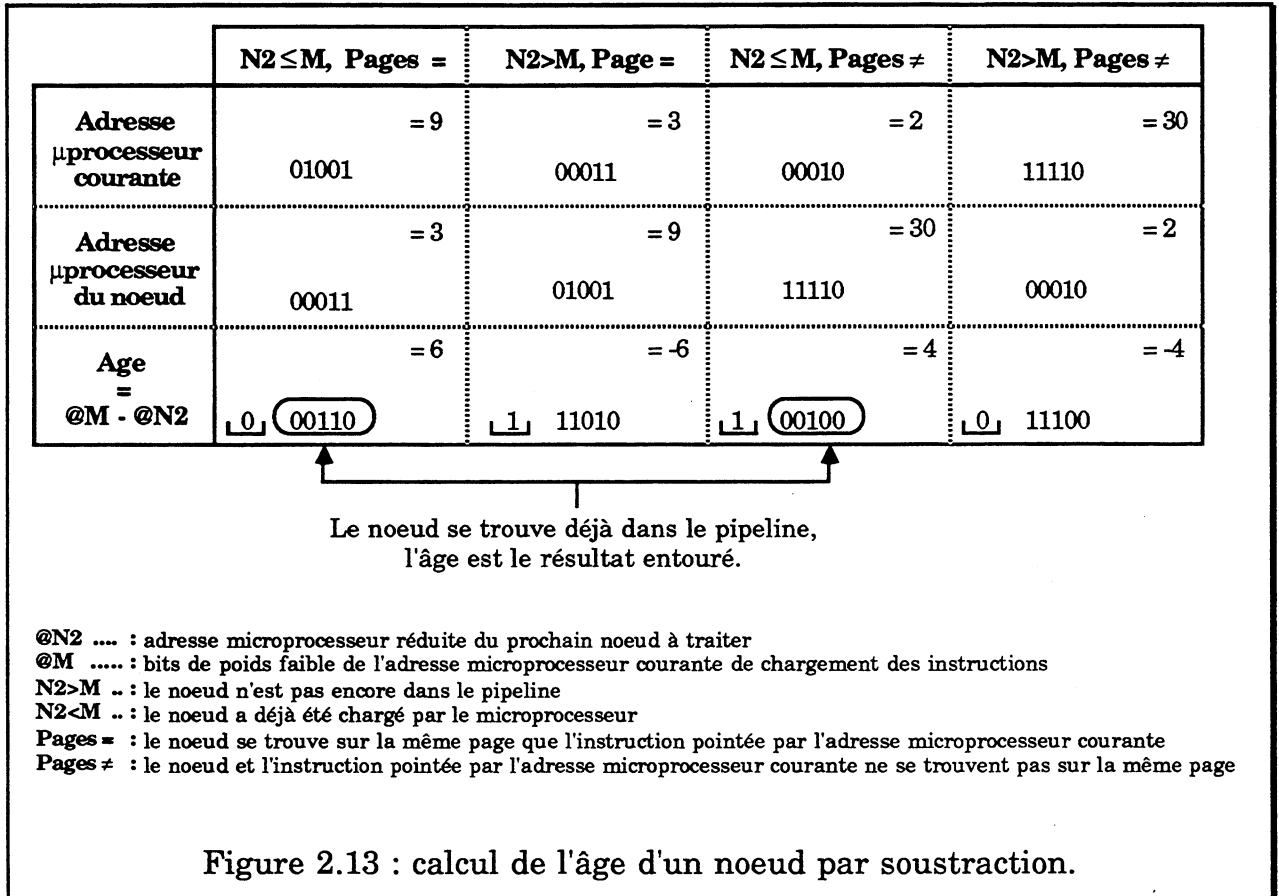 N2≤M, Pages = N2>M, Page = N2≤M, Pages ≠ N2>M, Pages ≠
Adresse
µprocesseur
courante
= 9 = 3 = 2 = 30
01001 00011 00010 11110
Adresse
µprocesseur
du noeud
= 3 = 9 = 30 = 2
00011 01001 11110 00010
Age
=
@M - @N2
= 6 = -6 = 4 = -4
0 00110 1 11010 1 00100 0 11100
Le noeud se trouve déjà dans le pipeline,
l'âge est le résultat entouré.
@N2 .... : adresse microprocesseur réduite du prochain noeud à traiter
@M ..... : bits de poids faible de l'adresse microprocesseur courante de chargement des instructions
N2>M .. : le noeud n'est pas encore dans le pipeline
N2<M .. : le noeud a déjà été chargé par le microprocesseur
Pages = : le noeud se trouve sur la même page que l'instruction pointée par l'adresse microprocesseur courante
Pages ≠ : le noeud et l'instruction pointée par l'adresse microprocesseur courante ne se trouvent pas sur la même page
Figure 2.13 : calcul de l'âge d'un noeud par soustraction.